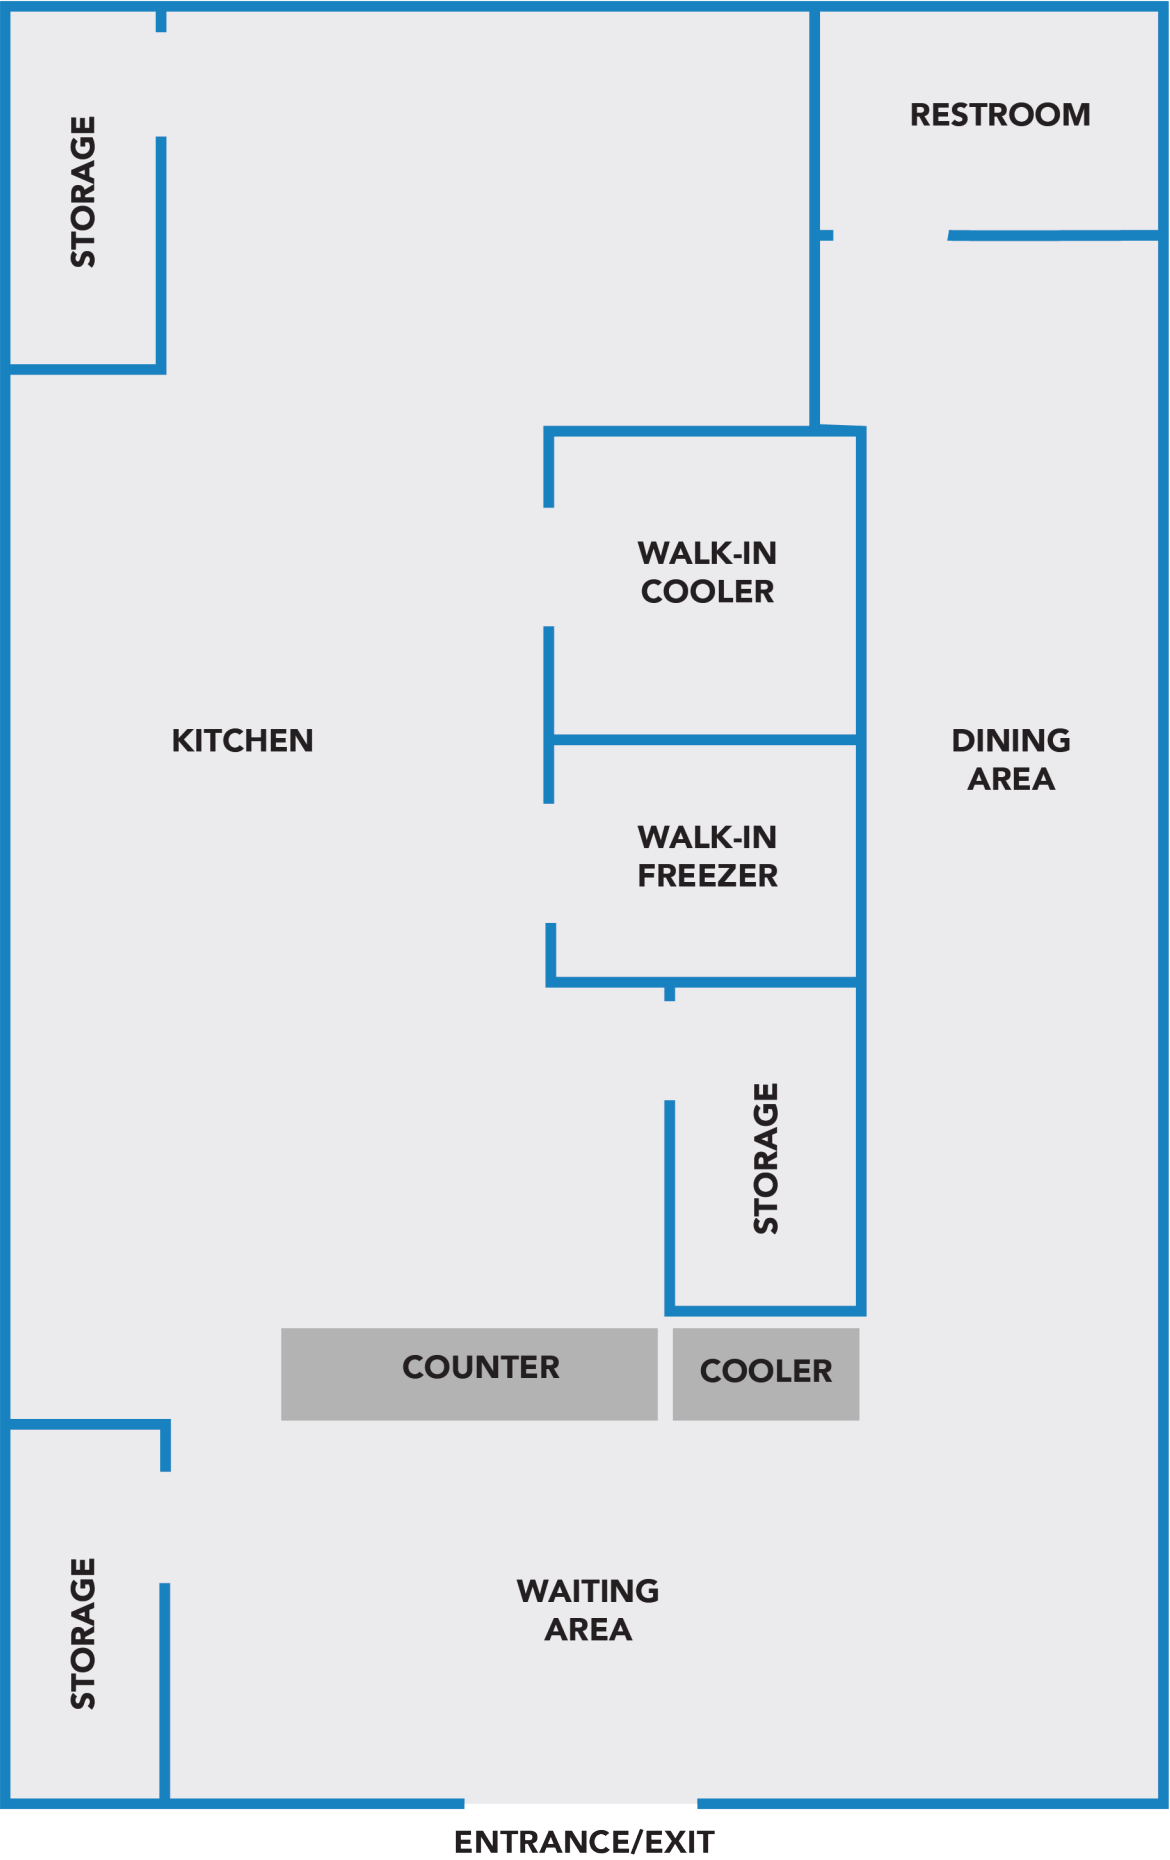 RESTROOM
STORAGE
WALK-IN
COOLER
KITCHEN
DINING
AREA
WALK-IN
FREEZER
STORAGE
COUNTER
COOLER
STORAGE
WAITING
AREA
ENTRANCE/EXIT